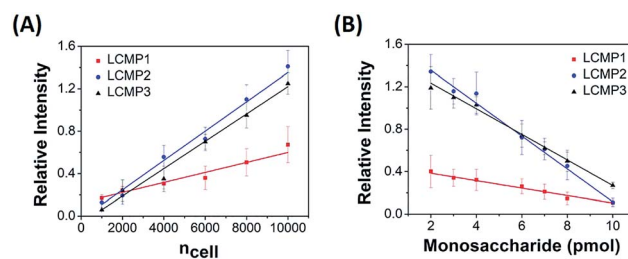 (A)
LCMP1
LCMP2
LCMP3
Relative Intensity
1.6
1.2
0.8
0.4
0.0
0 2000 4000 6000 8000 10000
ncell
(B)
LCMP1
LCMP2
LCMP3
Relative Intensity
1.6
1.2
0.8
0.4
0.0
2 4 6 8 10
Monosaccharide (pmol)